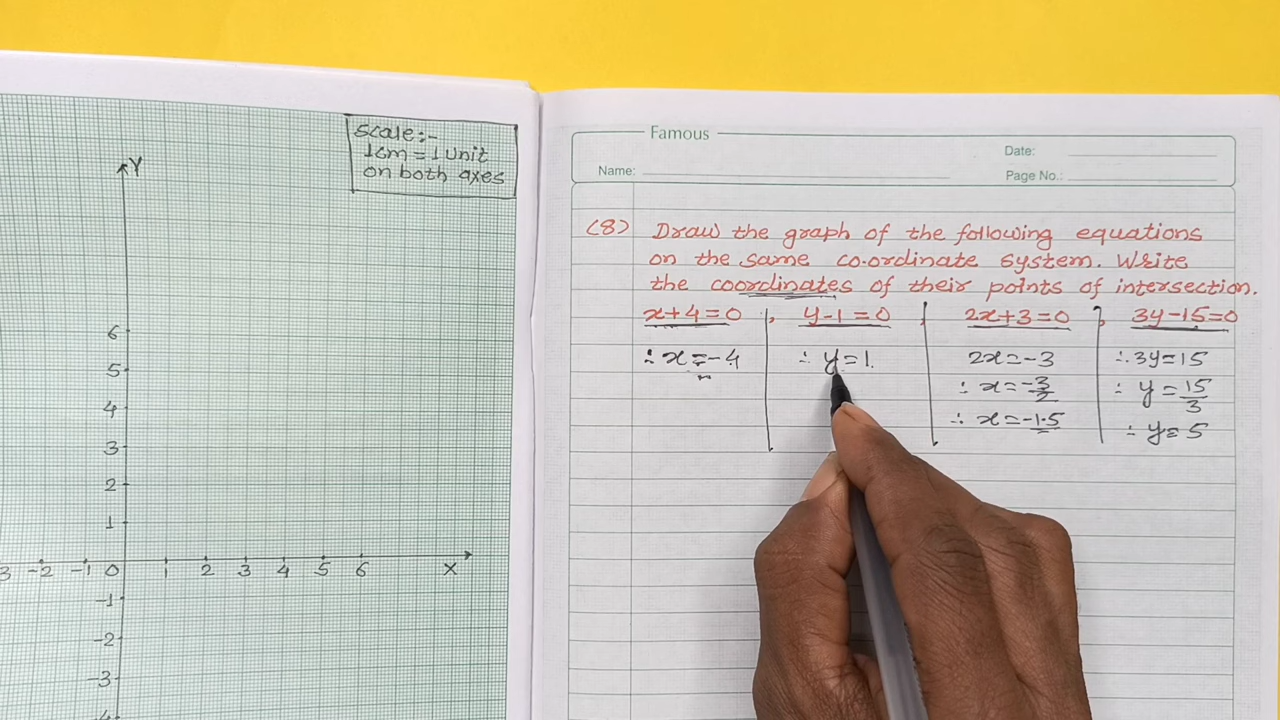 Scale:-
1cm = 1 unit
on both axes
Y
6
5
4
3
2
1
3 -2 -1 0 1 2 3 4 5 6 X
-1
-2
-3
-4
Famous
Name:
Date:
Page No.:
(8) Draw the graph of the following equations
on the same co-ordinate system. Write
the coordinates of their points of intersection.
x+4=0, y-1=0, 2x+3=0, 3y-15=0
∴ x=-4
∴ y=1.
2x=-3
∴ x=-3/2
∴ x=-1.5
∴ 3y=15
∴ y=15/3
∴ y=5